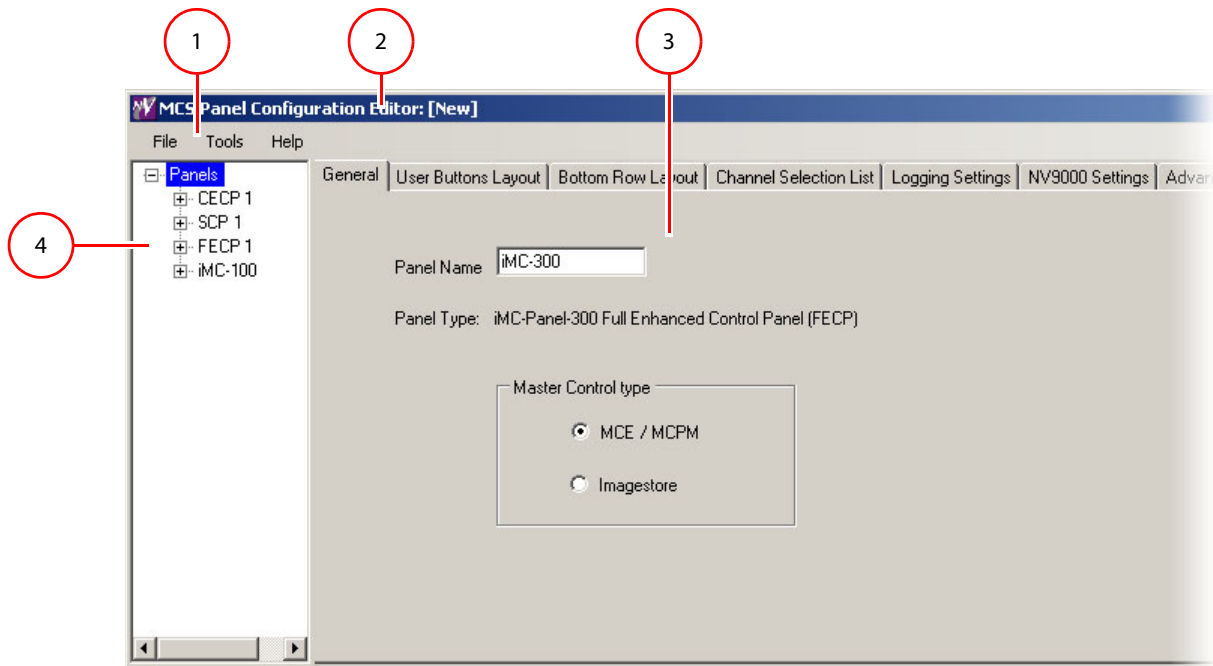 1
2
3
MCS Panel Configuration Editor: [New]
File Tools Help
Panels
CECP 1
SCP 1
FECP 1
iMC-100
4
General User Buttons Layout Bottom Row Layout Channel Selection List Logging Settings NV9000 Settings Advan
Panel Name iMC-300
Panel Type: iMC-Panel-300 Full Enhanced Control Panel (FECP)
Master Control type
MCE / MCPM
Imagestore